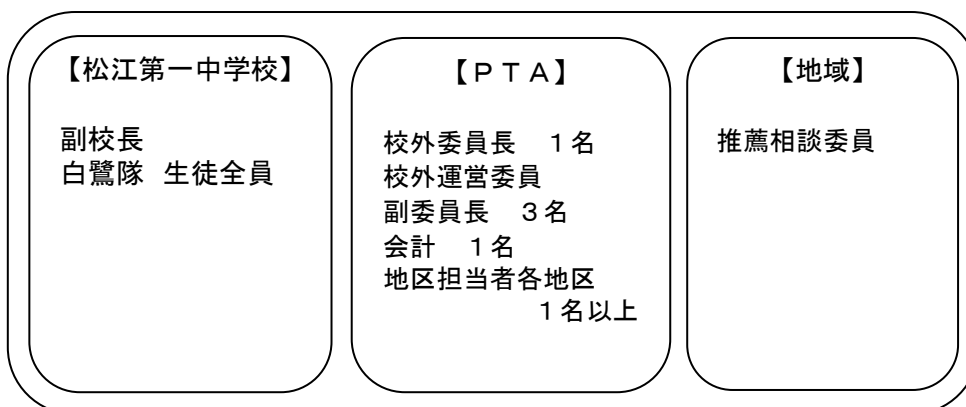 【松江第一中学校】
副校長
白鷺隊　生徒全員
【ＰＴＡ】
校外委員長　１名
校外運営委員
副委員長　３名
会計　１名
地区担当者各地区
１名以上
【地域】
推薦相談委員